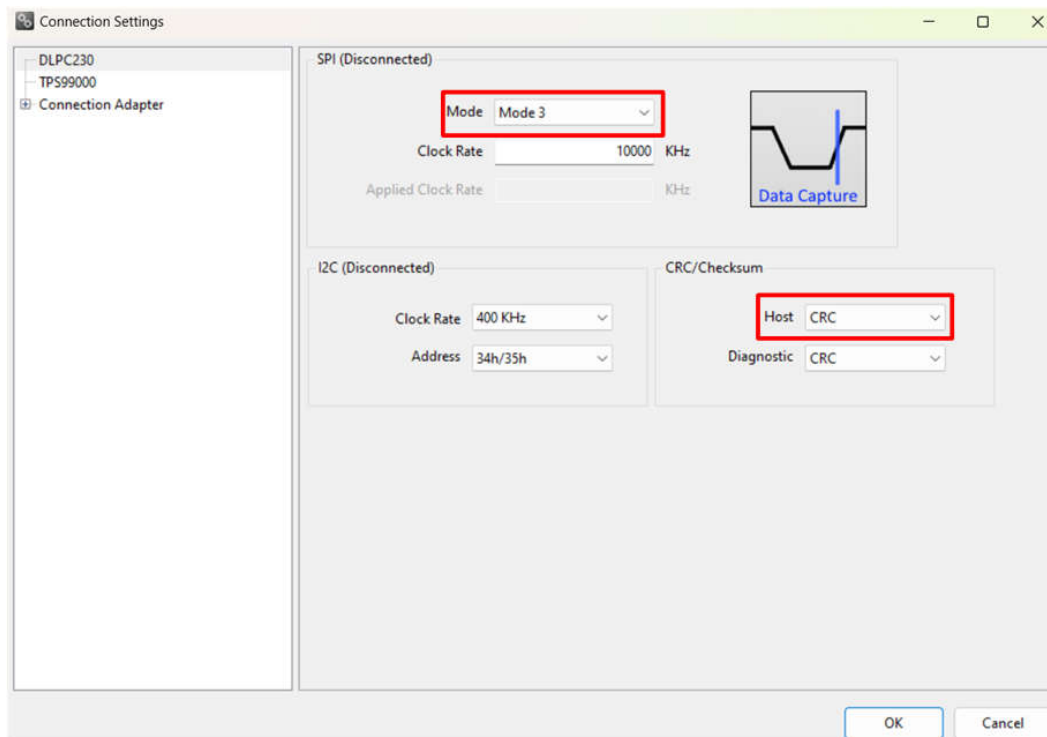 Connection Settings
DLPC230
TPS99000
Connection Adapter
SPI (Disconnected)
Mode Mode 3
Clock Rate 10000 KHz
Applied Clock Rate KHz
Data Capture
I2C (Disconnected)
Clock Rate 400 KHz
Address 34h/35h
CRC/Checksum
Host CRC
Diagnostic CRC
OK Cancel